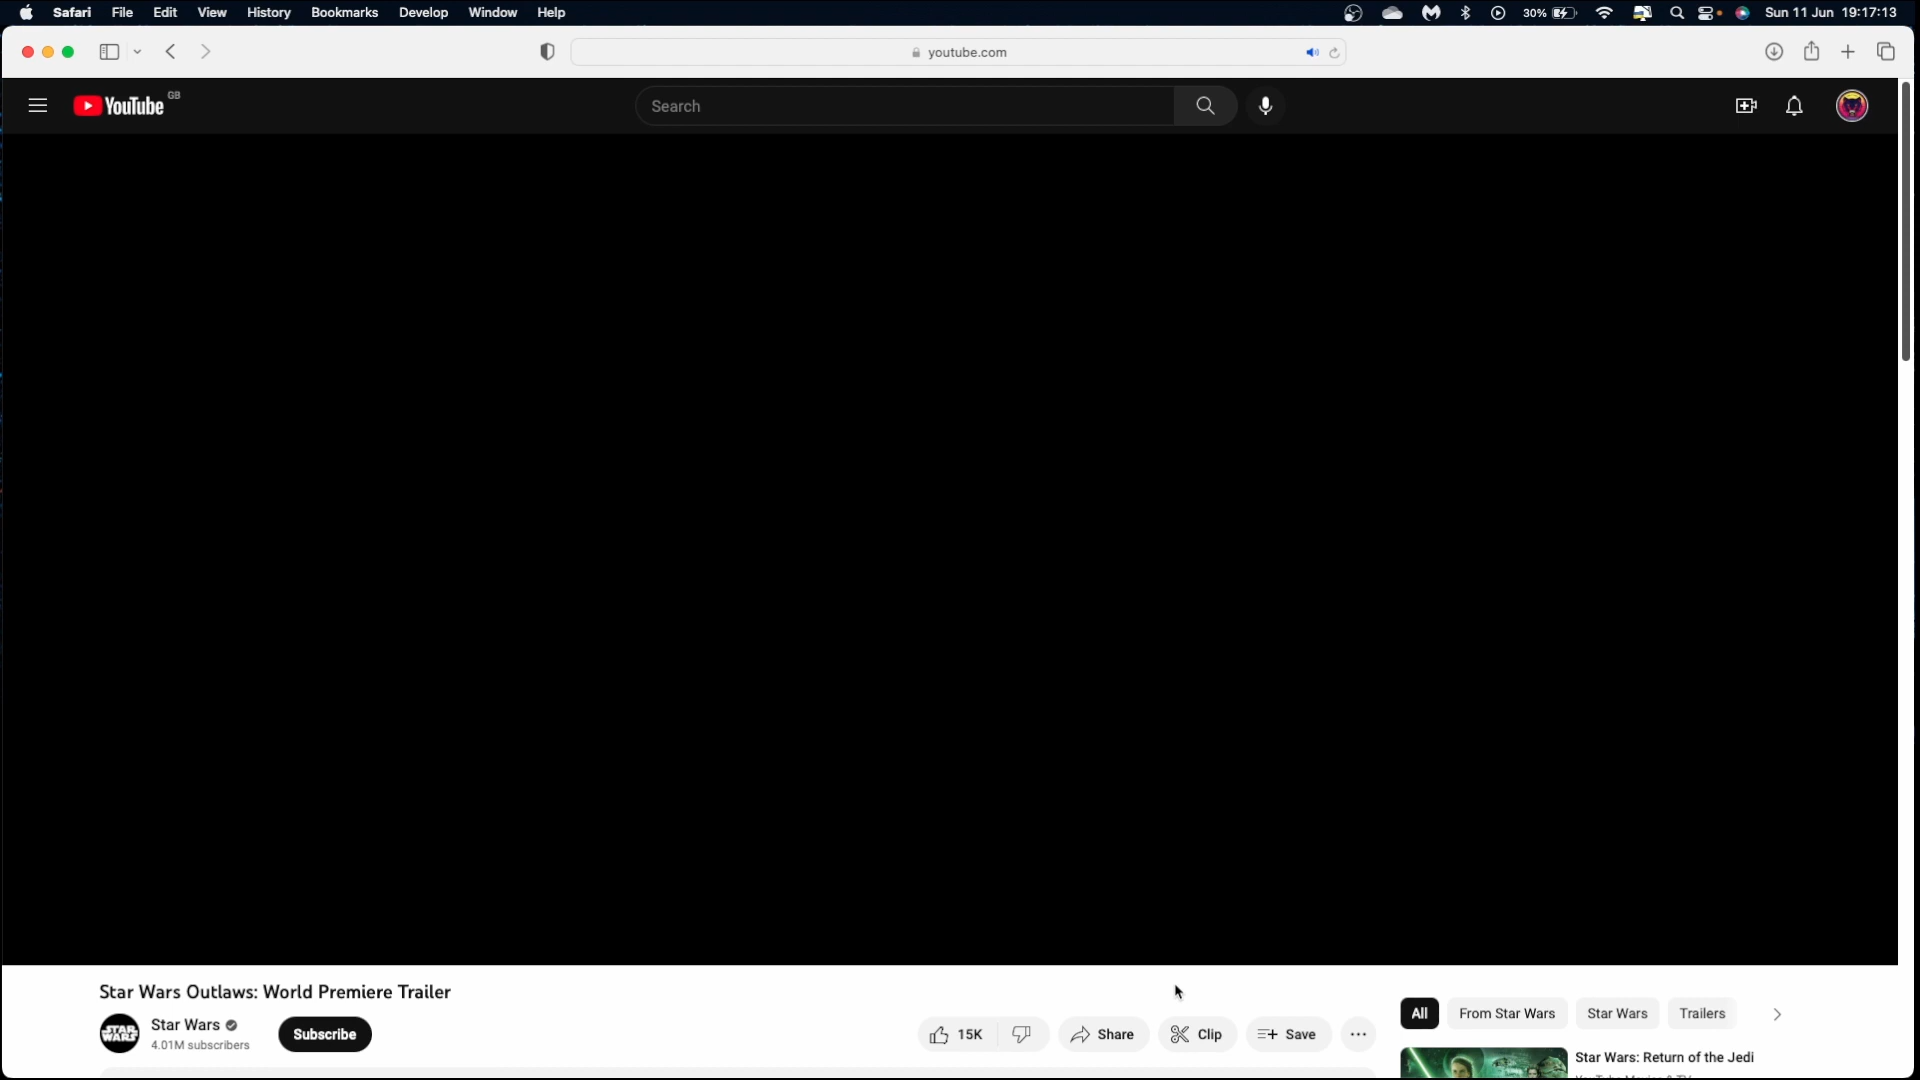 Safari File Edit View History Bookmarks Develop Window Help 30% Sun 11 Jun 19:17:13
youtube.com
YouTube GB Search
Star Wars Outlaws: World Premiere Trailer
STAR WARS Star Wars
4.01M subscribers
Subscribe
15K Share Clip Save
All From Star Wars Star Wars Trailers
Star Wars: Return of the Jedi